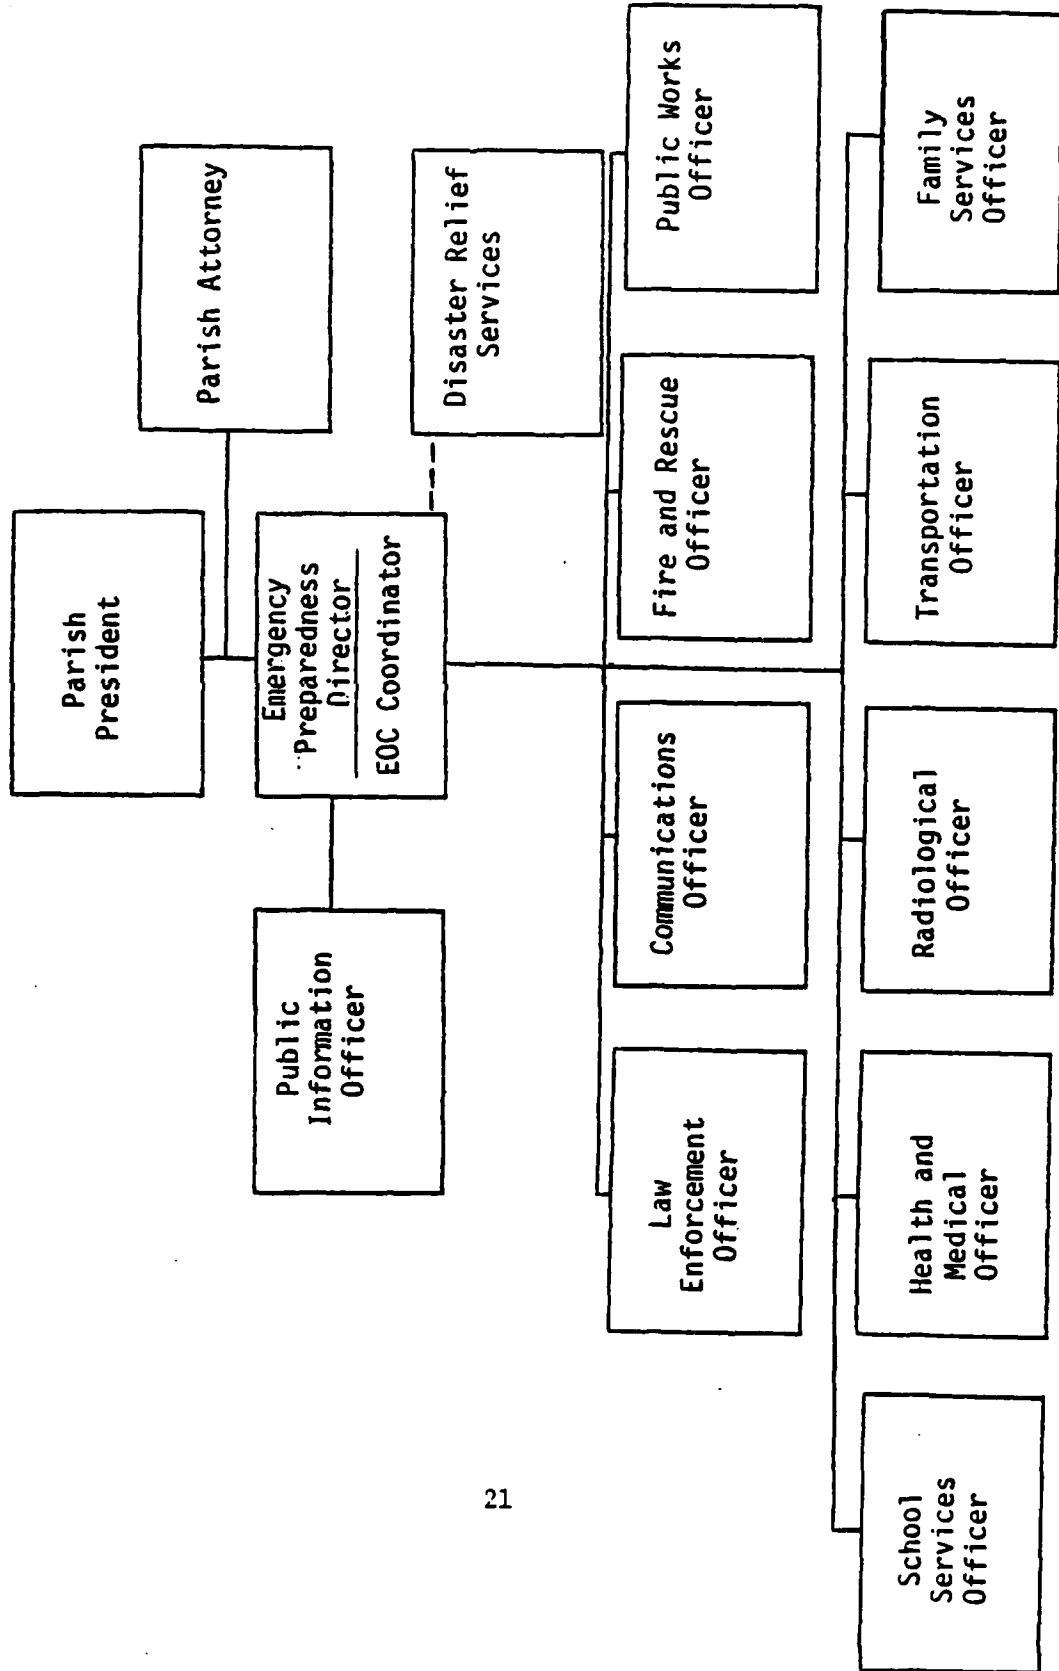 Parish
President
Parish Attorney
Public
Information
Officer
Emergency
Preparedness
Director
EOC Coordinator
Disaster Relief
Services
Law
Enforcement
Officer
Communications
Officer
Fire and Rescue
Officer
Public Works
Officer
School
Services
Officer
Health and
Medical
Officer
Radiological
Officer
Transportation
Officer
Family
Services
Officer
21